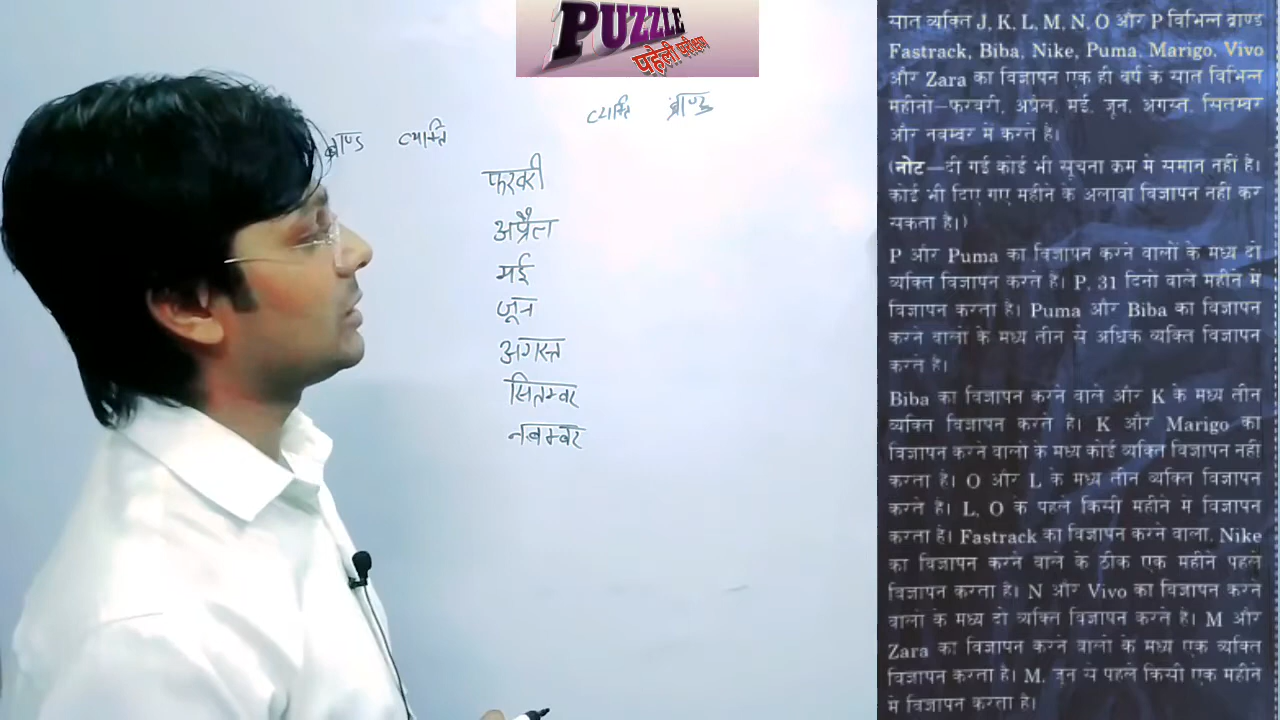 PUZZLE
पहेली परीक्षण
व्यक्ति ब्राण्ड
ब्राण्ड व्यक्ति
फरवरी
अप्रैल
मई
जून
अगस्त
सितम्बर
नवम्बर
सात व्यक्ति J, K, L, M, N, O और P विभिन्न ब्राण्ड
Fastrack, Biba, Nike, Puma, Marigo, Vivo
और Zara का विज्ञापन एक ही वर्ष के सात विभिन्न
महीनो—फरवरी, अप्रैल, मई, जून, अगस्त, सितम्बर
और नवम्बर में करते है।
(नोट—दी गई कोई भी सूचना क्रम मे समान नहीं है।
कोई भी दिए गए महीने के अलावा विज्ञापन नही कर
सकता है।)
P और Puma का विज्ञापन करने वालों के मध्य दो
व्यक्ति विज्ञापन करते है। P, 31 दिनो वाले महीने में
विज्ञापन करता है। Puma और Biba का विज्ञापन
करने वालो के मध्य तीन से अधिक व्यक्ति विज्ञापन
करते है।
Biba का विज्ञापन करने वाले और K के मध्य तीन
व्यक्ति विज्ञापन करते है। K और Marigo का
विज्ञापन करने वालो के मध्य कोई व्यक्ति विज्ञापन नही
करता है। O और L के मध्य तीन व्यक्ति विज्ञापन
करते है। L, O के पहले किसी महीने मे विज्ञापन
करता है। Fastrack का विज्ञापन करने वाला, Nike
का विज्ञापन करने वाले के ठीक एक महीने पहले
विज्ञापन करता है। N और Vivo का विज्ञापन करने
वालों के मध्य दो व्यक्ति विज्ञापन करते है। M और
Zara का विज्ञापन करने वालो के मध्य एक व्यक्ति
विज्ञापन करता है। M, जून से पहले किसी एक महीने
मे विज्ञापन करता है।